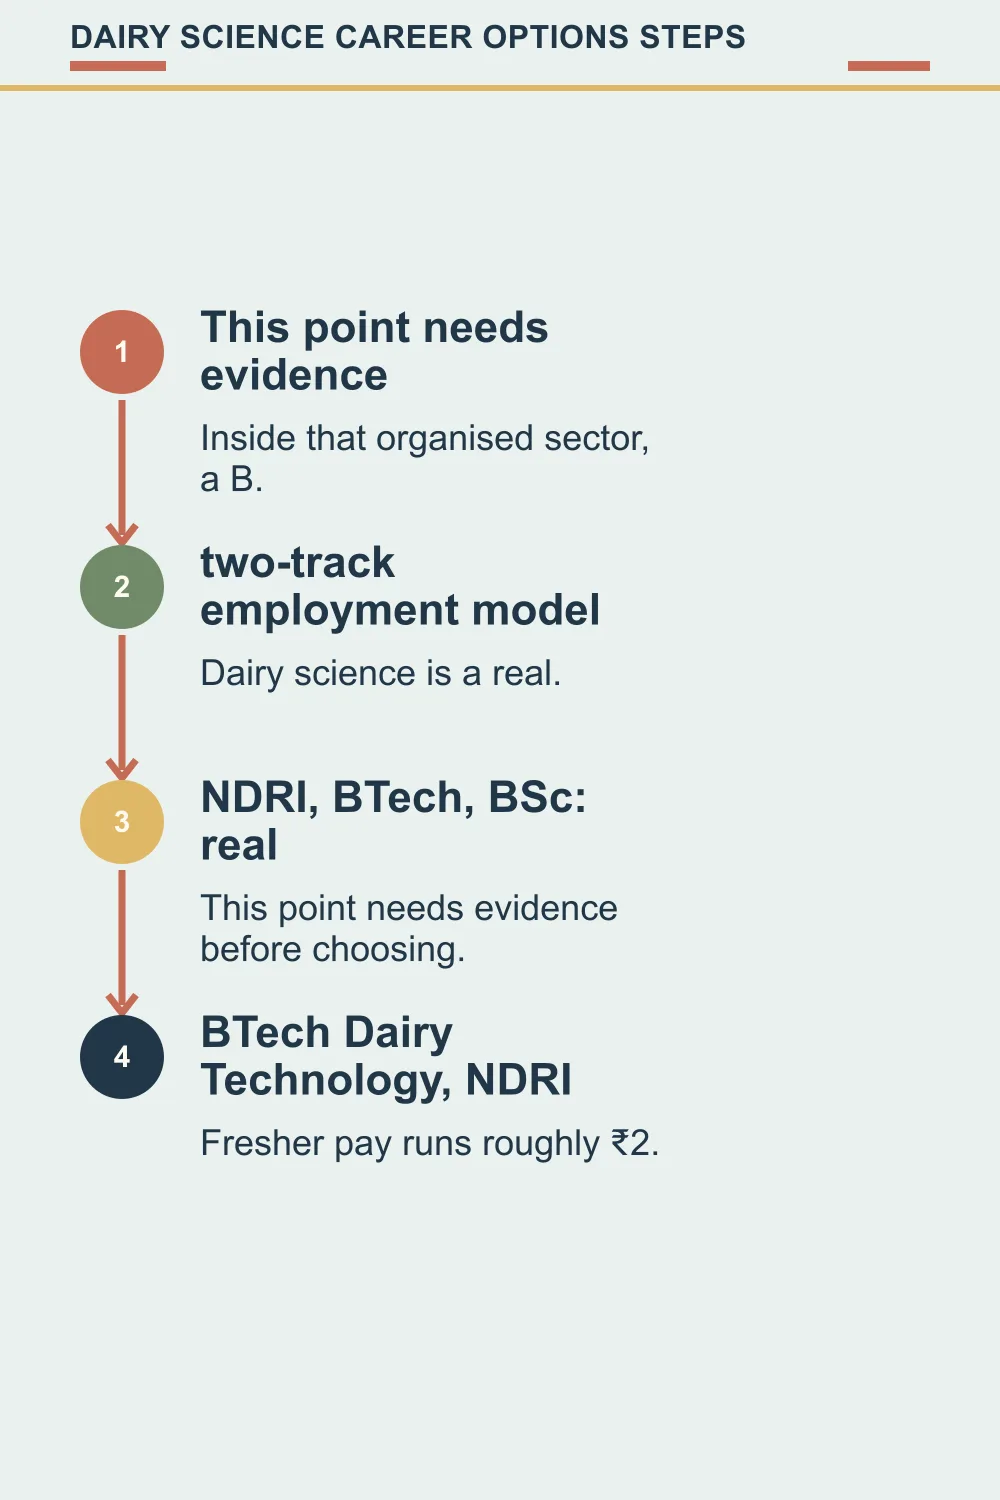 DAIRY SCIENCE CAREER OPTIONS STEPS
1
This point needs
evidence
Inside that organised sector,
a B.
2
two-track
employment model
Dairy science is a real.
3
NDRI, BTech, BSc:
real
This point needs evidence
before choosing.
4
BTech Dairy
Technology, NDRI
Fresher pay runs roughly ₹2.